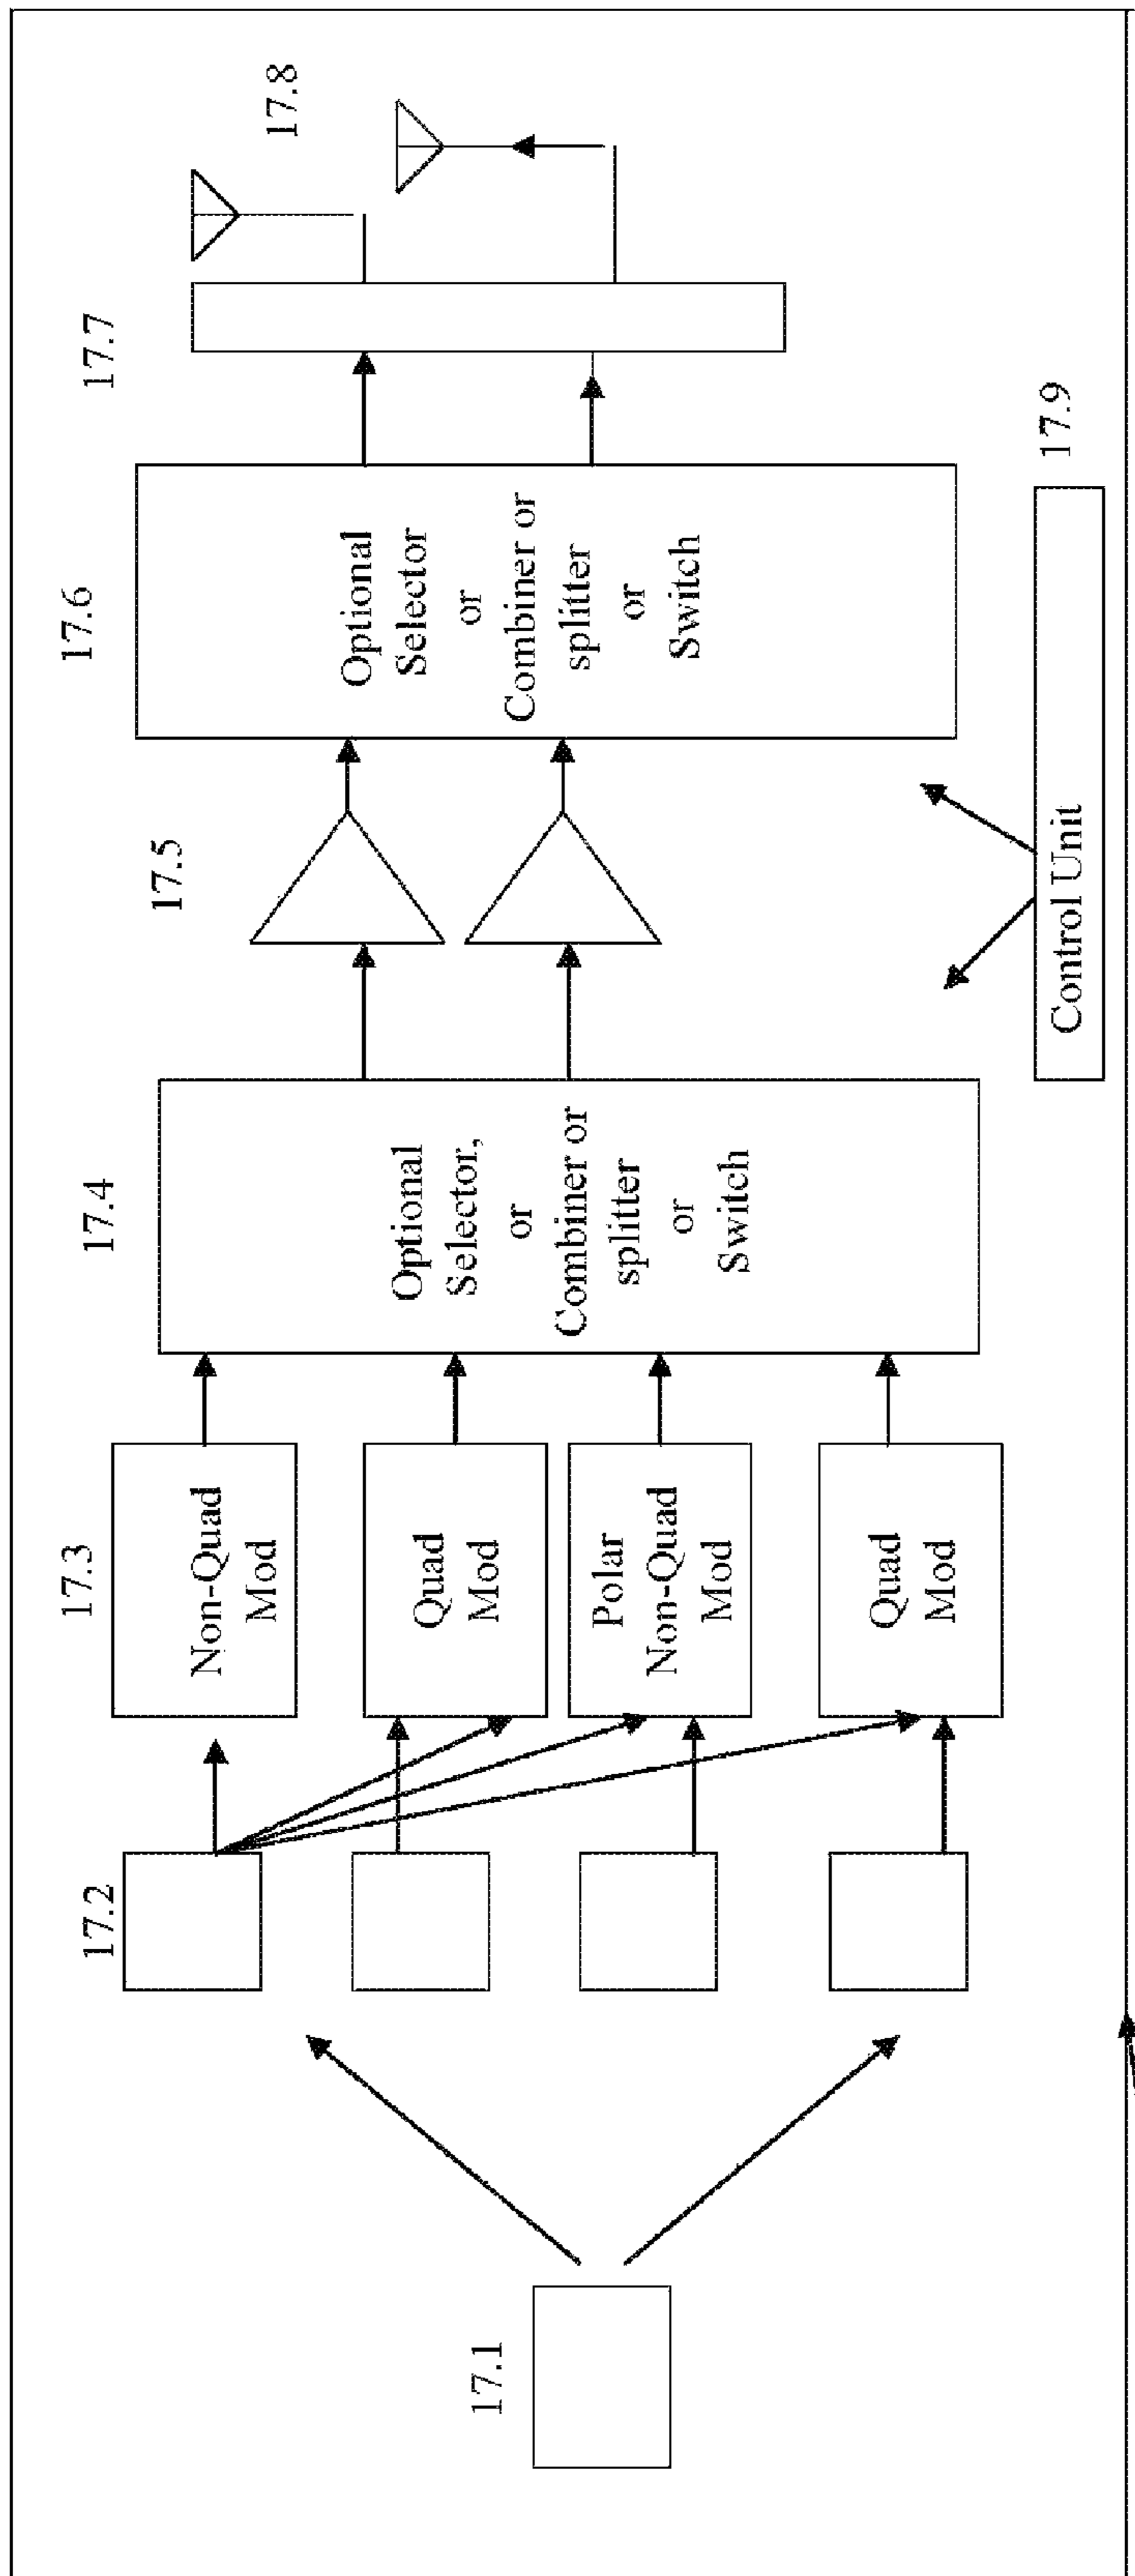 17.1
17.2
17.3
Non-Quad
Mod
Quad
Mod
Polar
Non-Quad
Mod
Quad
Mod
17.4
Optional
Selector,
or
Combiner or
splitter
or
Switch
17.5
17.6
Optional
Selector
or
Combiner or
splitter
or
Switch
17.7
17.8
Control Unit
17.9